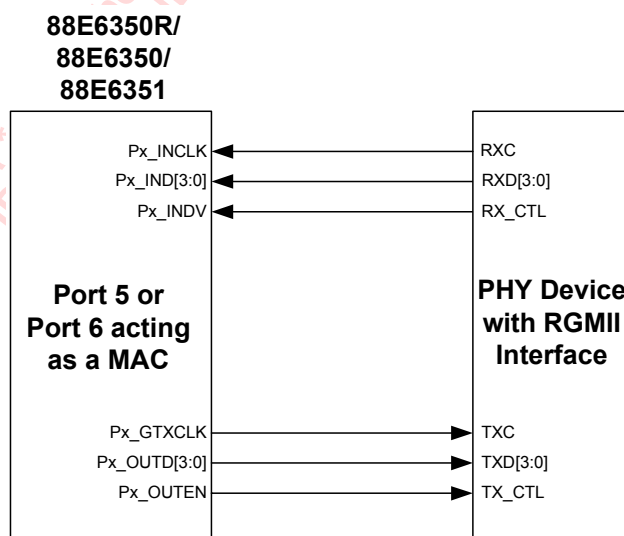 88E6350R/
88E6350/
88E6351
Px_INCLK
RXC
Px_IND[3:0]
RXD[3:0]
Px_INDV
RX_CTL
Port 5 or
Port 6 acting
as a MAC
PHY Device
with RGMII
Interface
Px_GTXCLK
TXC
Px_OUTD[3:0]
TXD[3:0]
Px_OUTEN
TX_CTL